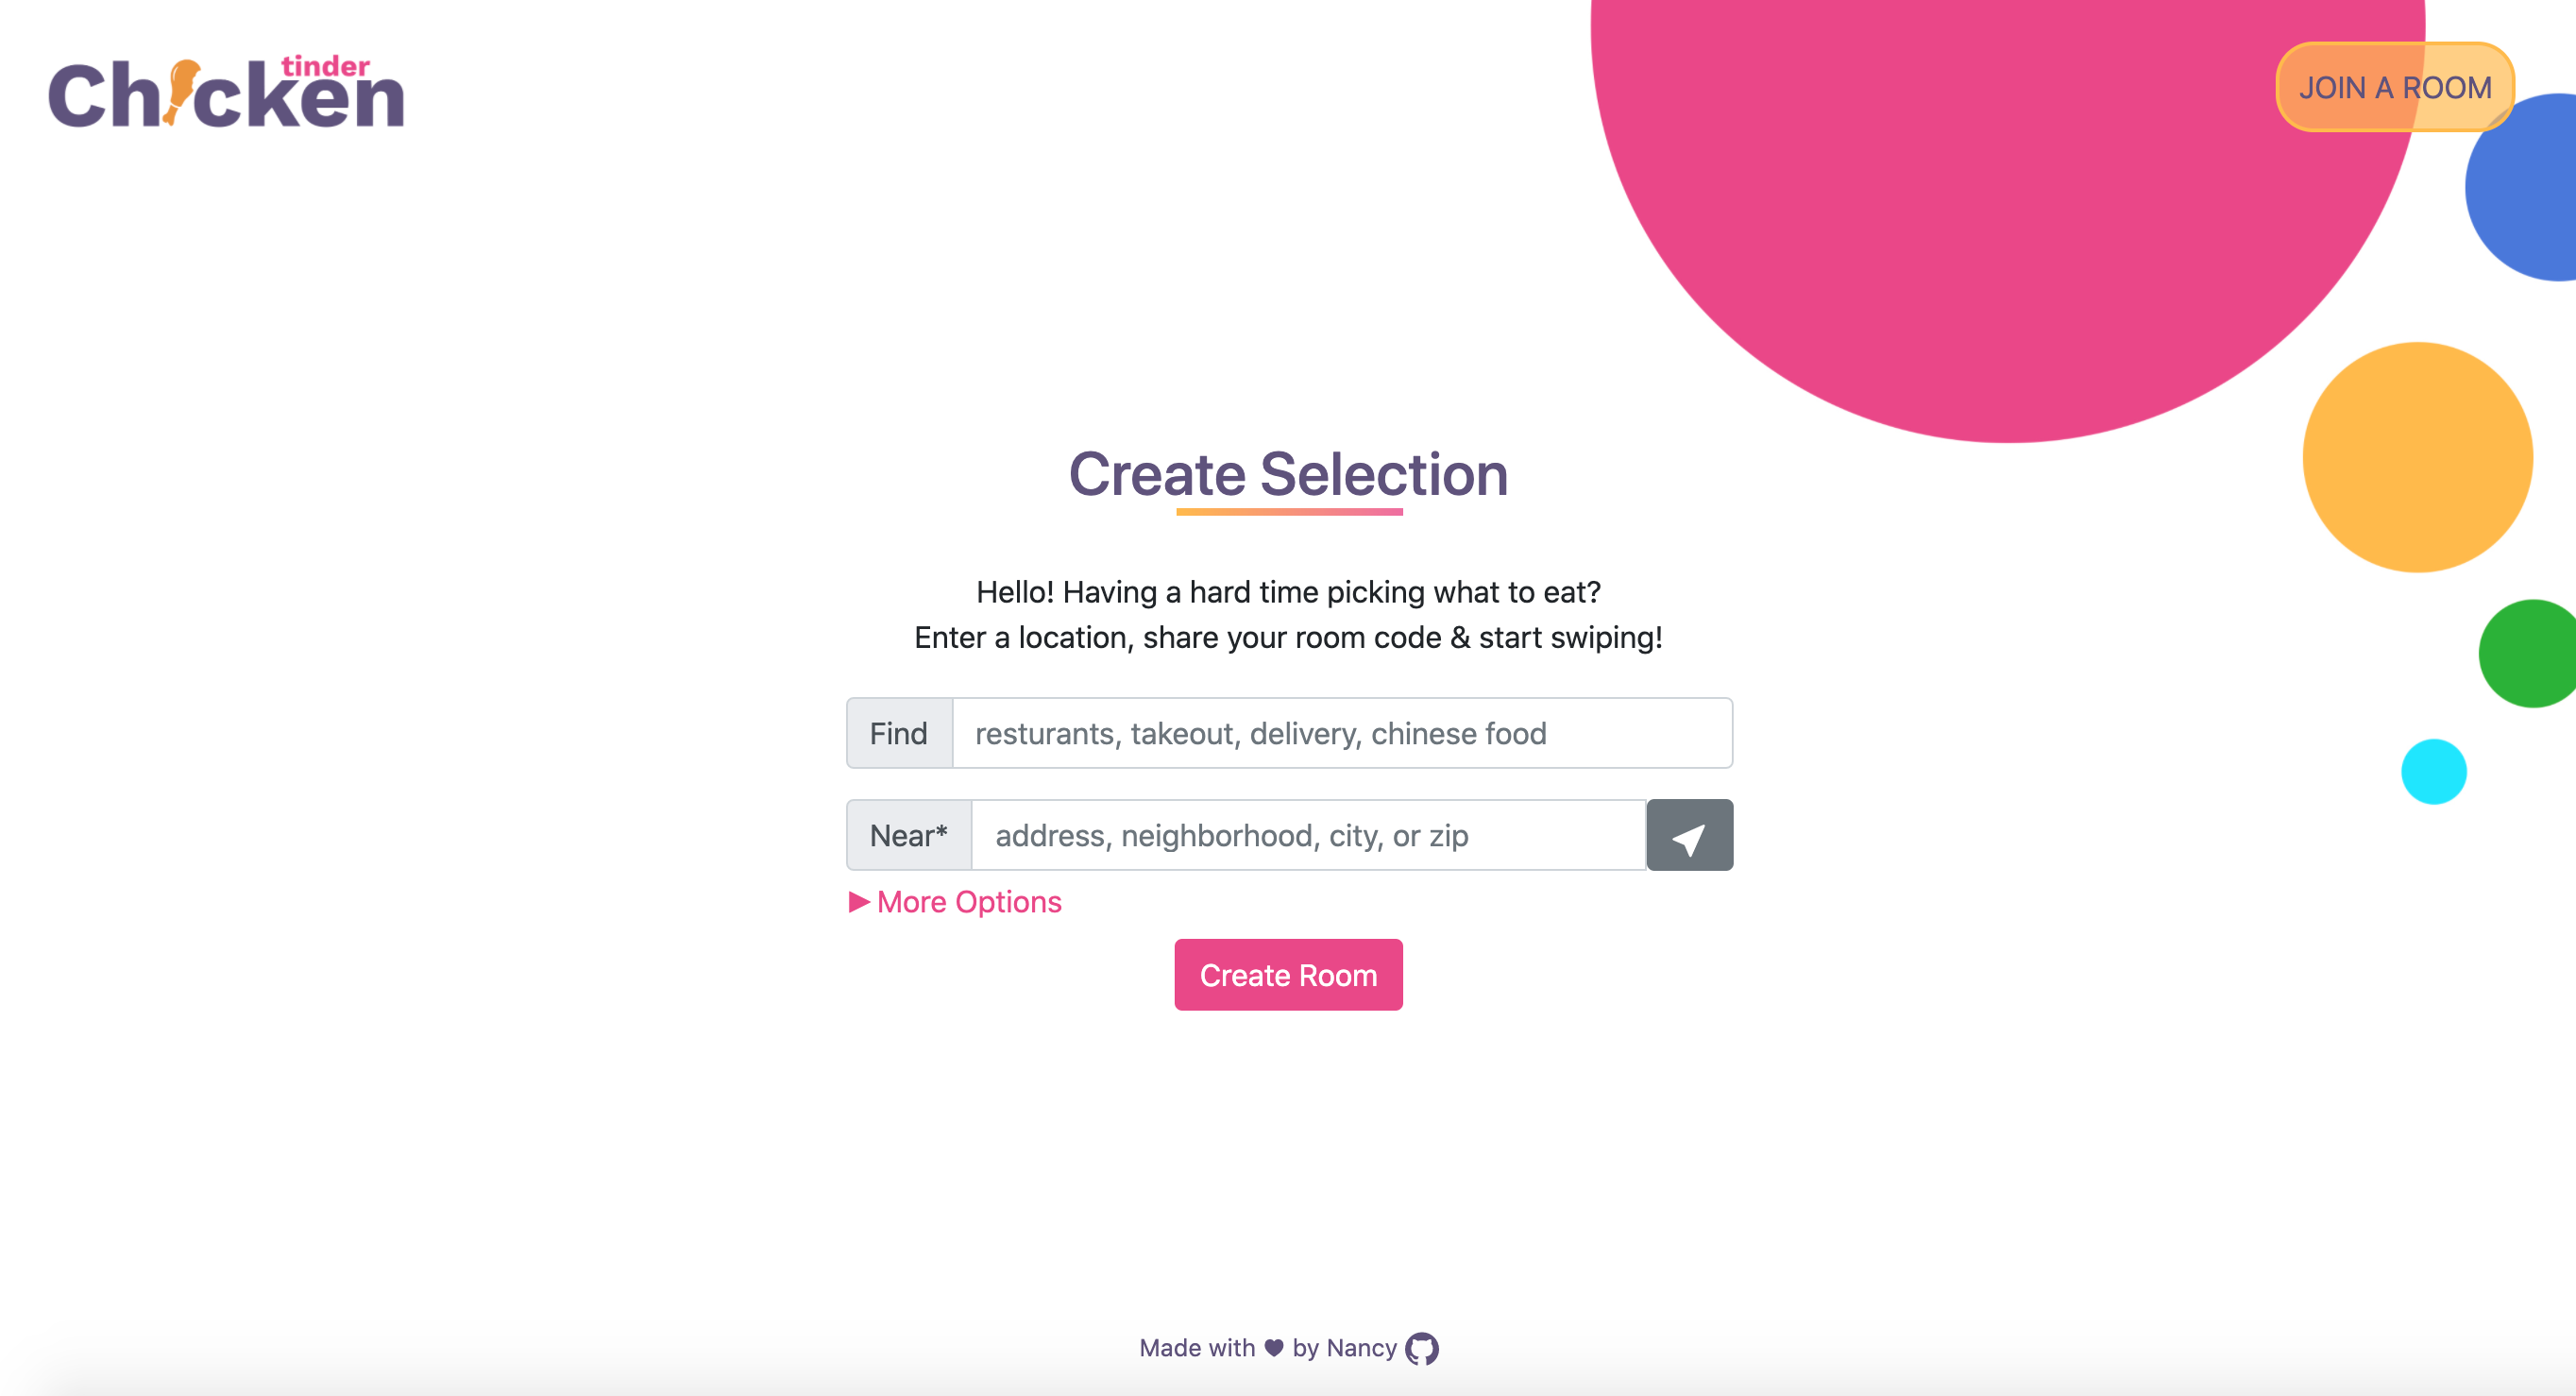 Chicken tinder
JOIN A ROOM
Create Selection
Hello! Having a hard time picking what to eat?
Enter a location, share your room code & start swiping!
Find resturants, takeout, delivery, chinese food
Near* address, neighborhood, city, or zip
▶ More Options
Create Room
Made with ♥ by Nancy